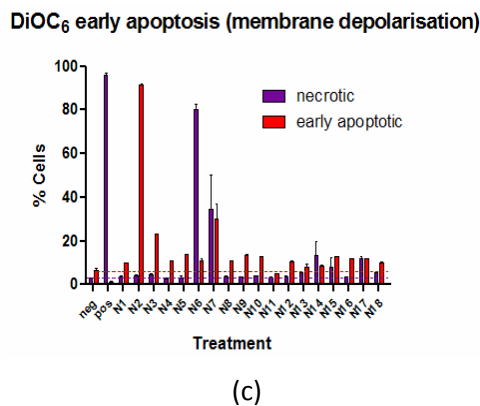 DiOC6 early apoptosis (membrane depolarisation)
100
80
60
40
20
0
% Cells
necrotic
early apoptotic
neg pos N1 N2 N3 N4 N5 N6 N7 N8 N9 N10 N11 N12 N13 N14 N15 N16 N17 N18
Treatment
(c)